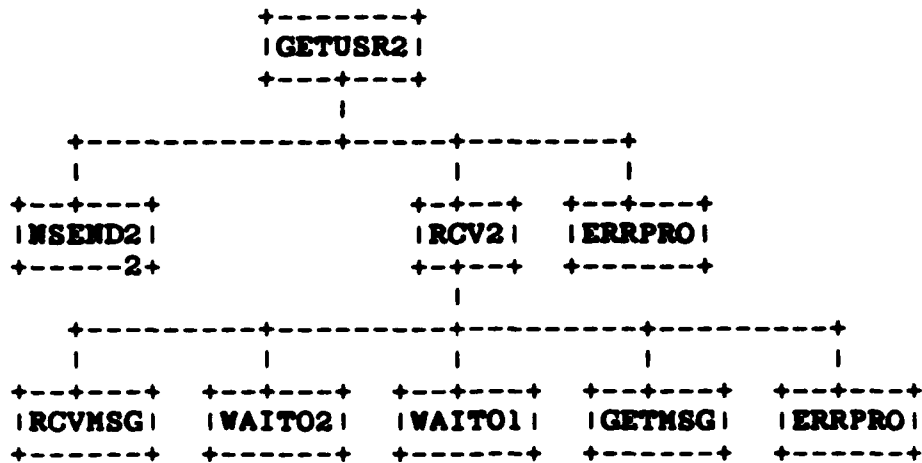 GETUSR2
NSEND2 RCV2 ERRPRO
2
RCVMSG WAITO2 WAITO1 GETMSG ERRPRO